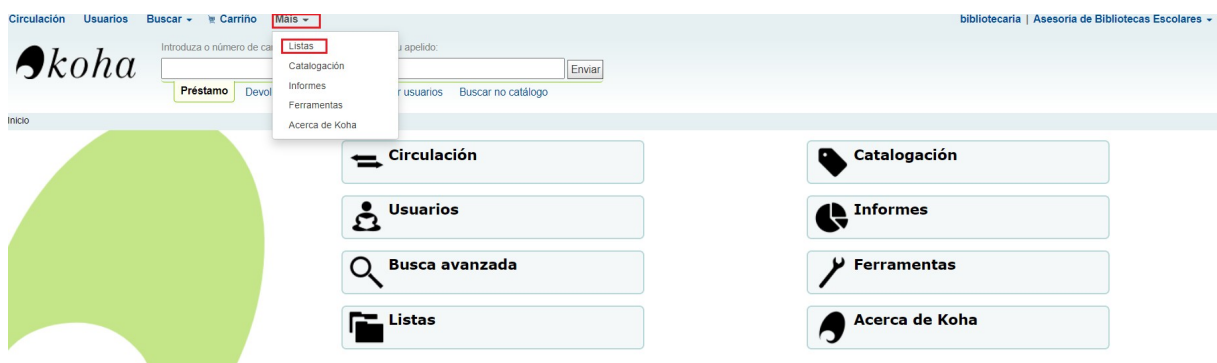 Circulación Usuarios Buscar Carriño Máis bibliotecaria | Asesoria de Bibliotecas Escolares
koha
Introduza o número de ca u apelido:
Enviar
Préstamo Devol r usuarios Buscar no catálogo
Listas
Catalogación
Informes
Ferramentas
Acerca de Koha
Inicio
Circulación Catalogación
Usuarios Informes
Busca avanzada Ferramentas
Listas Acerca de Koha